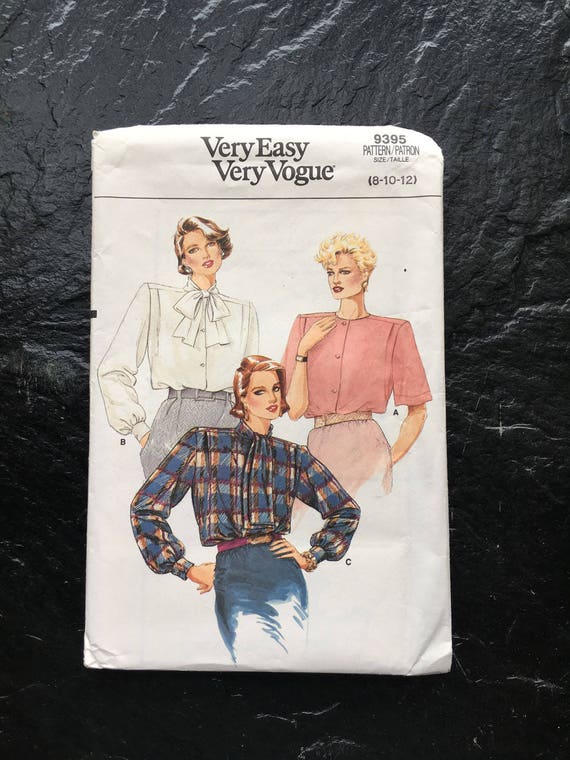 Very Easy
Very Vogue
9395
PATTERN/PATRON
SIZE/TAILLE
(8-10-12)
A
B
C